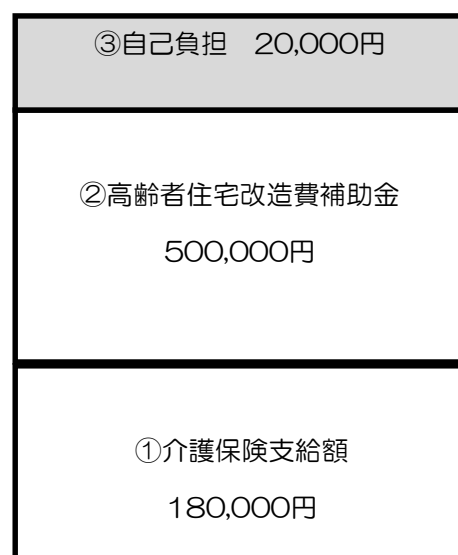 ③自己負担　20,000円
②高齢者住宅改造費補助金
500,000円
①介護保険支給額
180,000円